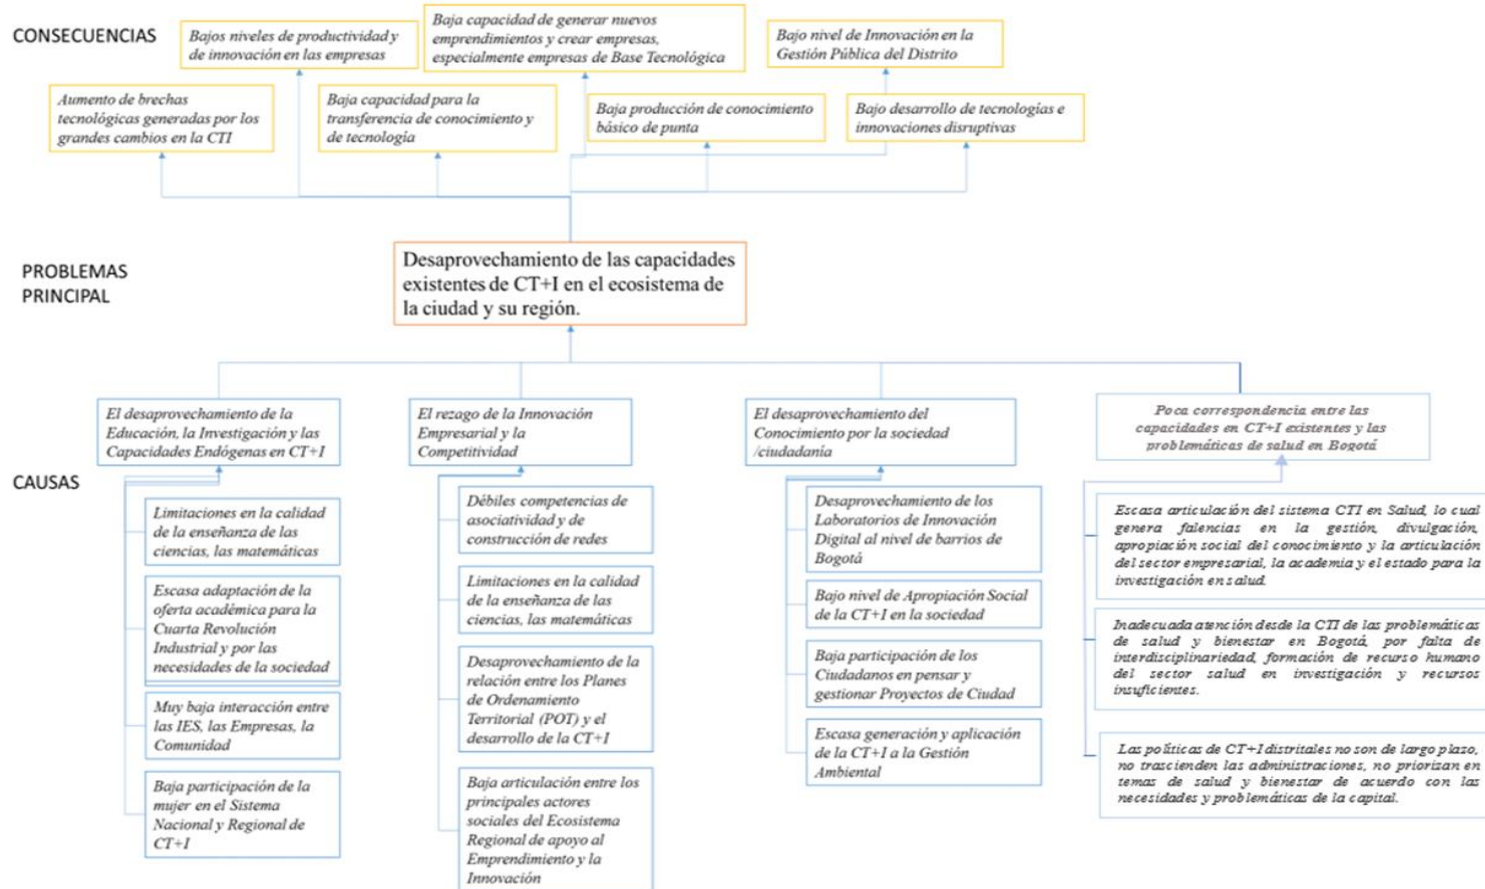 CONSECUENCIAS
Bajos niveles de productividad y
de innovación en las empresas
Baja capacidad de generar nuevos
emprendimientos y crear empresas,
especialmente empresas de Base Tecnológica
Bajo nivel de Innovación en la
Gestión Pública del Distrito
Aumento de brechas
tecnológicas generadas por los
grandes cambios en la CTI
Baja capacidad para la
transferencia de conocimiento y
de tecnología
Baja producción de conocimiento
básico de punta
Bajo desarrollo de tecnologías e
innovaciones disruptivas
PROBLEMAS
PRINCIPAL
Desaprovechamiento de las capacidades
existentes de CT+I en el ecosistema de
la ciudad y su región.
CAUSAS
El desaprovechamiento de la
Educación, la Investigación y las
Capacidades Endógenas en CT+I
Limitaciones en la calidad
de la enseñanza de las
ciencias, las matemáticas
Escasa adaptación de la
oferta académica para la
Cuarta Revolución
Industrial y por las
necesidades de la sociedad
Muy baja interacción entre
las IES, las Empresas, la
Comunidad
Baja participación de la
mujer en el Sistema
Nacional y Regional de
CT+I
El rezago de la Innovación
Empresarial y la
Competitividad
Débiles competencias de
asociatividad y de
construcción de redes
Limitaciones en la calidad
de la enseñanza de las
ciencias, las matemáticas
Desaprovechamiento de la
relación entre los Planes
de Ordenamiento
Territorial (POT) y el
desarrollo de la CT+I
Baja articulación entre los
principales actores
sociales del Ecosistema
Regional de apoyo al
Emprendimiento y la
Innovación
El desaprovechamiento del
Conocimiento por la sociedad
/ciudadanía
Desaprovechamiento de los
Laboratorios de Innovación
Digital al nivel de barrios de
Bogotá
Bajo nivel de Apropiación Social
de la CT+I en la sociedad
Baja participación de los
Ciudadanos en pensar y
gestionar Proyectos de Ciudad
Escasa generación y aplicación
de la CT+I a la Gestión
Ambiental
Poca correspondencia entre las
capacidades en CT+I existentes y las
problemáticas de salud en Bogotá
Escasa articulación del sistema CTI en Salud, lo cual
genera falencias en la gestión, divulgación,
apropiación social del conocimiento y la articulación
del sector empresarial, la academia y el estado para la
investigación en salud.
Inadecuada atención desde la CTI de las problemáticas
de salud y bienestar en Bogotá, por falta de
interdisciplinariedad, formación de recurso humano
del sector salud en investigación y recursos
insuficientes.
Las políticas de CT+I distritales no son de largo plazo,
no trascienden las administraciones, no priorizan en
temas de salud y bienestar de acuerdo con las
necesidades y problemáticas de la capital.